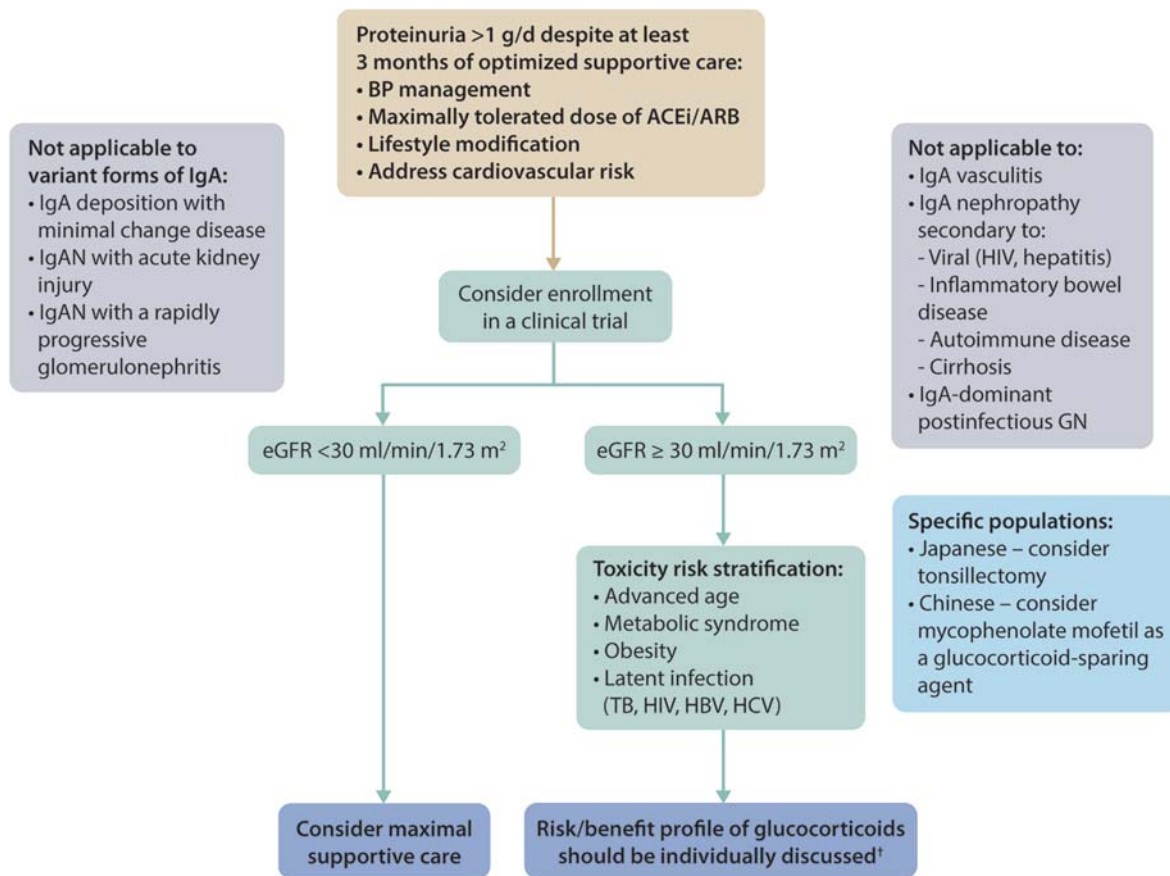 Proteinuria >1 g/d despite at least
3 months of optimized supportive care:
• BP management
• Maximally tolerated dose of ACEi/ARB
• Lifestyle modification
• Address cardiovascular risk
Not applicable to
variant forms of IgA:
• IgA deposition with
minimal change disease
• IgAN with acute kidney
injury
• IgAN with a rapidly
progressive
glomerulonephritis
Not applicable to:
• IgA vasculitis
• IgA nephropathy
secondary to:
- Viral (HIV, hepatitis)
- Inflammatory bowel
disease
- Autoimmune disease
- Cirrhosis
• IgA-dominant
postinfectious GN
Consider enrollment
in a clinical trial
eGFR <30 ml/min/1.73 m²
eGFR ≥ 30 ml/min/1.73 m²
Toxicity risk stratification:
• Advanced age
• Metabolic syndrome
• Obesity
• Latent infection
(TB, HIV, HBV, HCV)
Specific populations:
• Japanese – consider
tonsillectomy
• Chinese – consider
mycophenolate mofetil as
a glucocorticoid-sparing
agent
Consider maximal
supportive care
Risk/benefit profile of glucocorticoids
should be individually discussed†